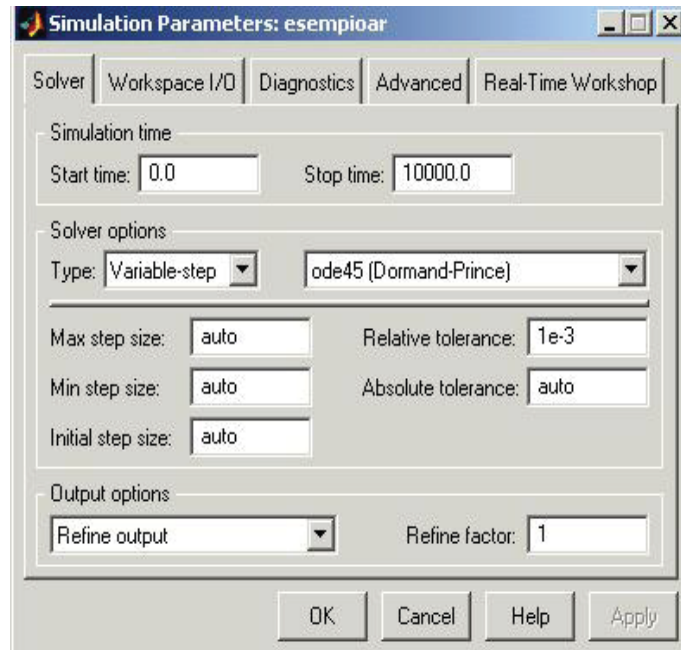 Simulation Parameters: esempioar
Solver Workspace I/O Diagnostics Advanced Real-Time Workshop
Simulation time
Start time: 0.0 Stop time: 10000.0
Solver options
Type: Variable-step ode45 (Dormand-Prince)
Max step size: auto Relative tolerance: 1e-3
Min step size: auto Absolute tolerance: auto
Initial step size: auto
Output options
Refine output Refine factor: 1
OK Cancel Help Apply